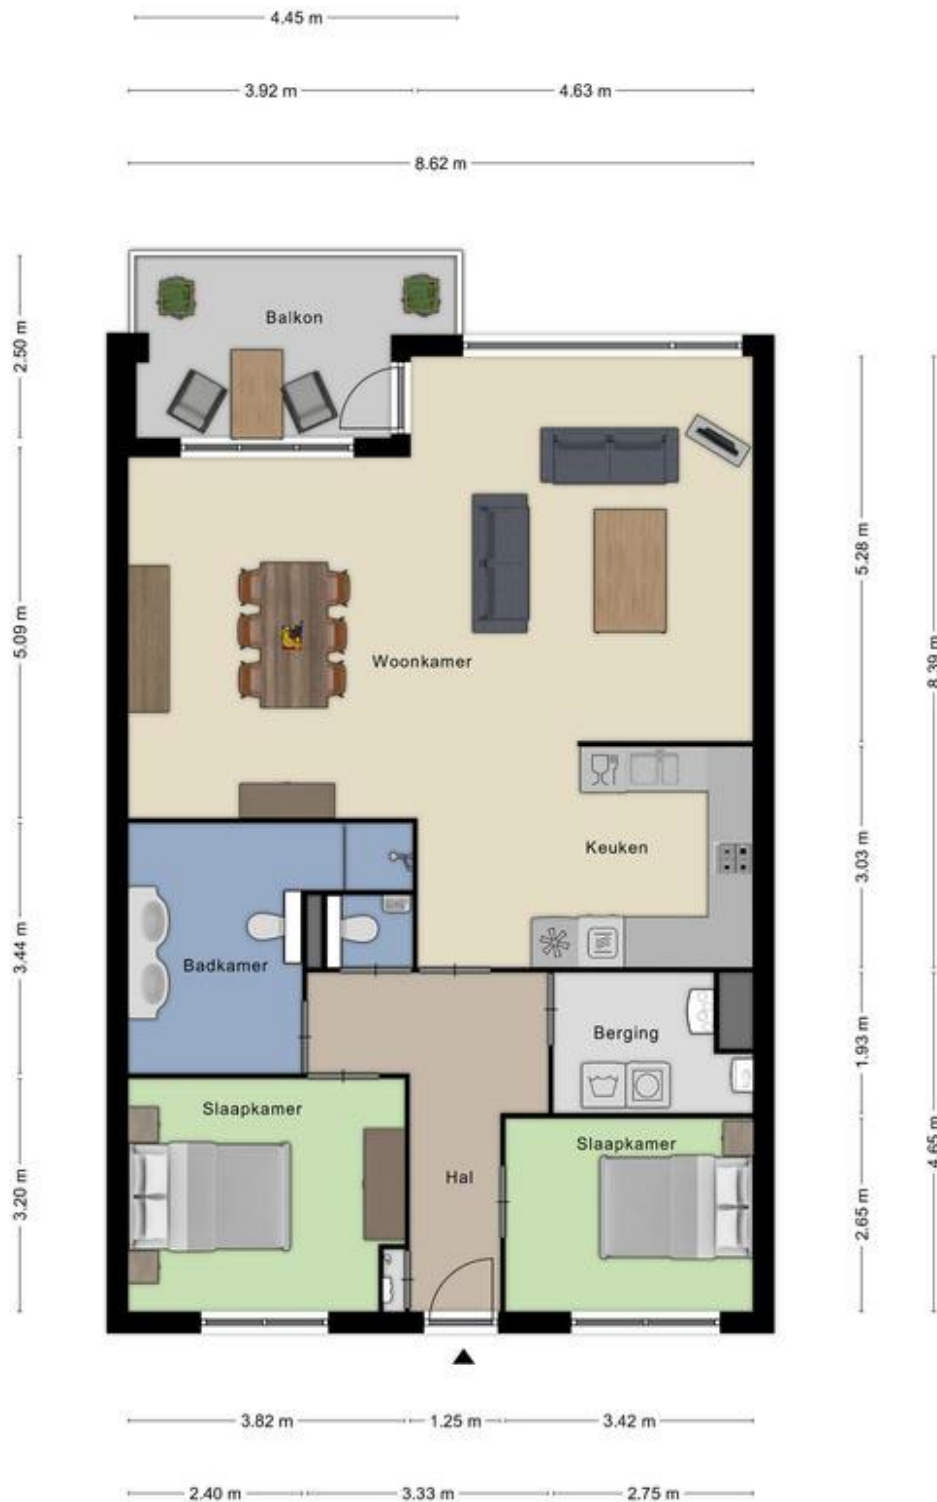 4.45
3.92 m
4.63 m
8.62 m
Balkon
2.50 m
5.28 m
5.09 m
8.39 m
Woonkamer
Keuken
3.03 m
3.44 m
Badkamer
Berging
1.93 m
Slaapkamer
Slaapkamer
4.65 m
Hal
3.20 m
2.65 m
3.82 m
1.25 m
3.42 m
2.40 m
3.33 m
2.75 m